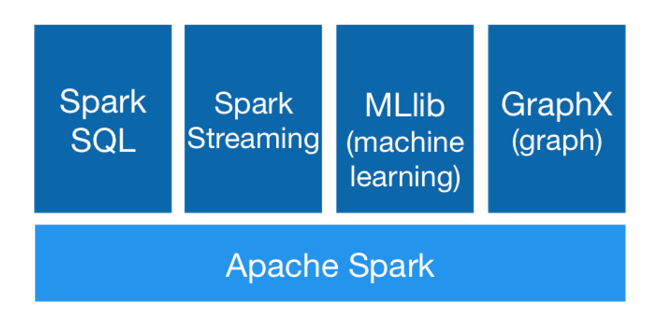 Spark
SQL
Spark
Streaming
MLlib
(machine
learning)
GraphX
(graph)
Apache Spark